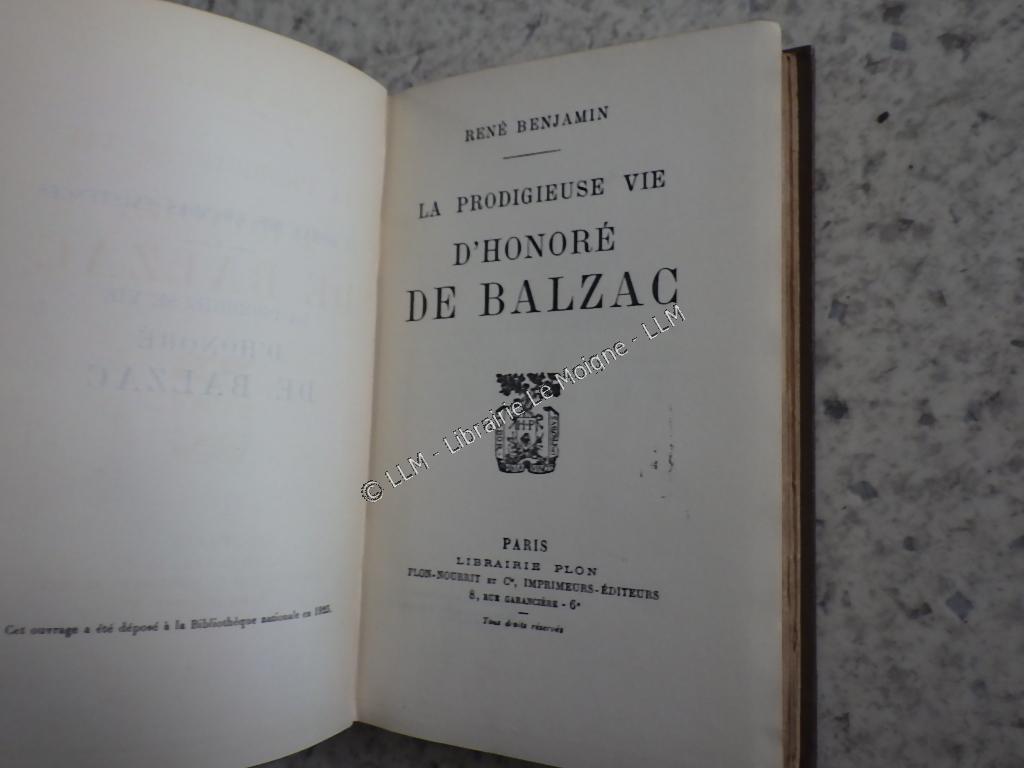 Cet ouvrage a été déposé à la Bibliothèque nationale en 1925.
RENÉ BENJAMIN
LA PRODIGIEUSE VIE
D'HONORÉ
DE BALZAC
© LLM - Librairie Le Moigne - LLM
PARIS
LIBRAIRIE PLON
PLON-NOURRIT ET Cie, IMPRIMEURS-ÉDITEURS
8, RUE GARANCIÈRE - 6e
Tous droits réservés